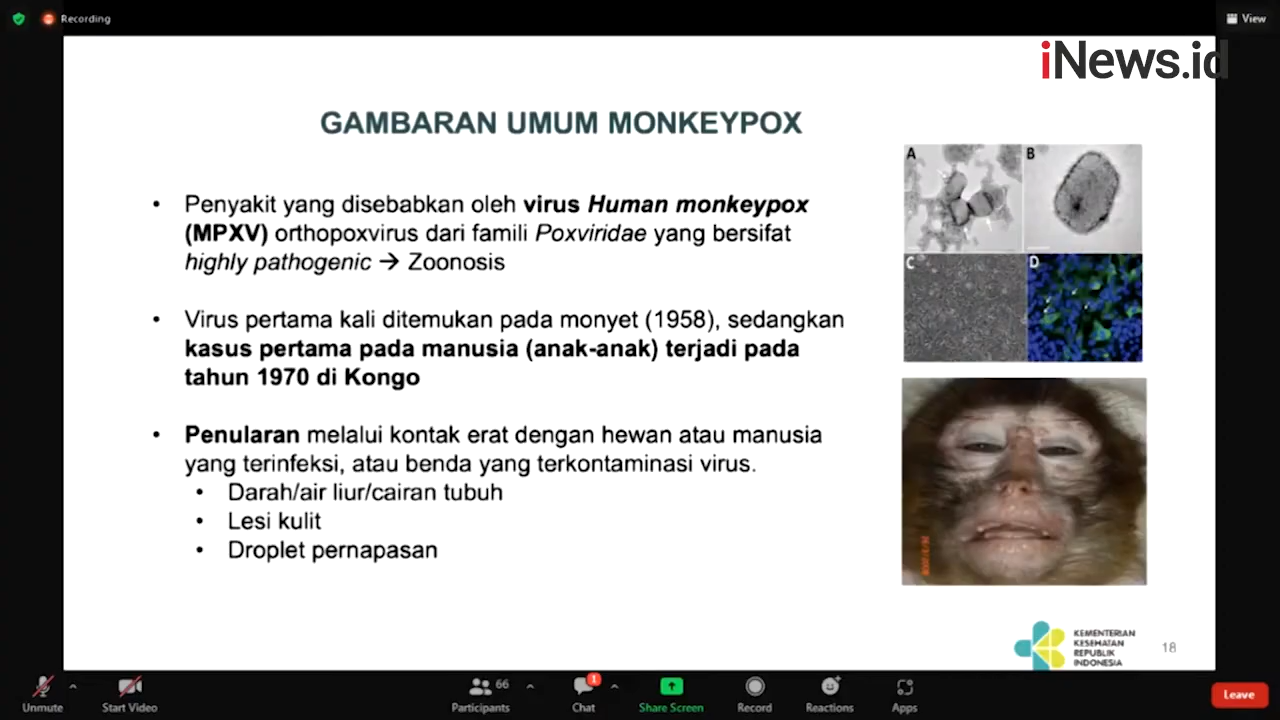 Recording
View
iNews.id
GAMBARAN UMUM MONKEYPOX
A
B
C
D
• Penyakit yang disebabkan oleh virus Human monkeypox
(MPXV) orthopoxvirus dari famili Poxviridae yang bersifat
highly pathogenic → Zoonosis
• Virus pertama kali ditemukan pada monyet (1958), sedangkan
kasus pertama pada manusia (anak-anak) terjadi pada
tahun 1970 di Kongo
• Penularan melalui kontak erat dengan hewan atau manusia
yang terinfeksi, atau benda yang terkontaminasi virus.
• Darah/air liur/cairan tubuh
• Lesi kulit
• Droplet pernapasan
KEMENTERIAN
KESEHATAN
REPUBLIK
INDONESIA
18
Unmute
Start Video
66
Participants
1
Chat
Share Screen
Record
Reactions
Apps
Leave